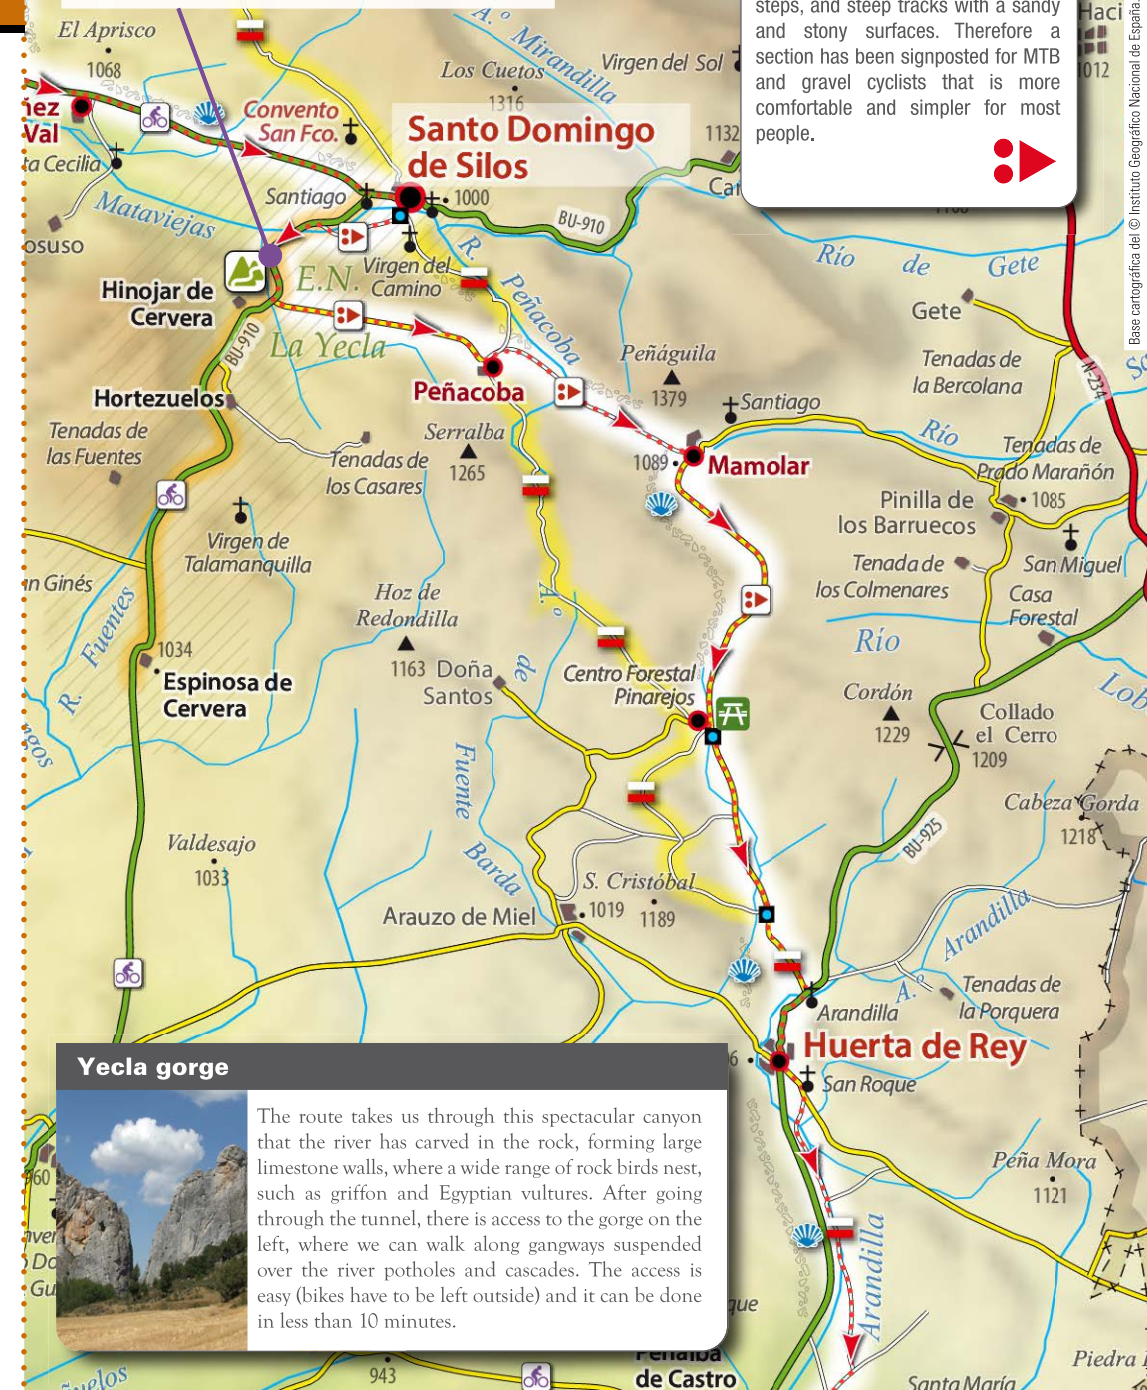 steps, and steep tracks with a sandy
and stony surfaces. Therefore a
section has been signposted for MTB
and gravel cyclists that is more
comfortable and simpler for most
people.
Base cartográfica del © Instituto Geográfico Nacional de España.
El Aprisco
1068
A.º Mirandilla
Los Cuetos
1316
Virgen del Sol
1012
Convento
San Fco.
Santo Domingo
de Silos
1132
Val
Cecilia
Santiago
1000
Mataviejas
BU-910
Río de Gete
R. Peñacoba
Virgen del
Camino
E.N.
La Yecla
Hinojar de
Cervera
BU-910
Gete
N-234
Tenadas de
la Bercolana
Peñáguila
1379
Peñacoba
Hortezuelos
Santiago
Río
Tenadas de
las Fuentes
Serralba
1265
Tenadas de
los Casares
1089
Mamolar
Tenadas de
Prado Marañón
1085
Pinilla de
los Barruecos
Virgen de
Talamanquilla
San Miguel
Tenada de
los Colmenares
Casa
Forestal
Ginés
Hoz de
Redondilla
1163
A.º de Fuente Barda
R. Fuentes
Río
1034
Espinosa de
Cervera
Doña
Santos
Centro Forestal
Pinarejos
Cordón
1229
Collado
el Cerro
1209
Cabeza Gorda
1218
BU-925
Valdesajo
1033
S. Cristóbal
1189
1019
Arauzo de Miel
A.º Arandilla
Tenadas de
la Porquera
Arandilla
Huerta de Rey
San Roque
Peña Mora
1121
Arandilla
Yecla gorge
The route takes us through this spectacular canyon
that the river has carved in the rock, forming large
limestone walls, where a wide range of rock birds nest,
such as griffon and Egyptian vultures. After going
through the tunnel, there is access to the gorge on the
left, where we can walk along gangways suspended
over the river potholes and cascades. The access is
easy (bikes have to be left outside) and it can be done
in less than 10 minutes.
943
Peñalba
de Castro
Santa María
Piedra